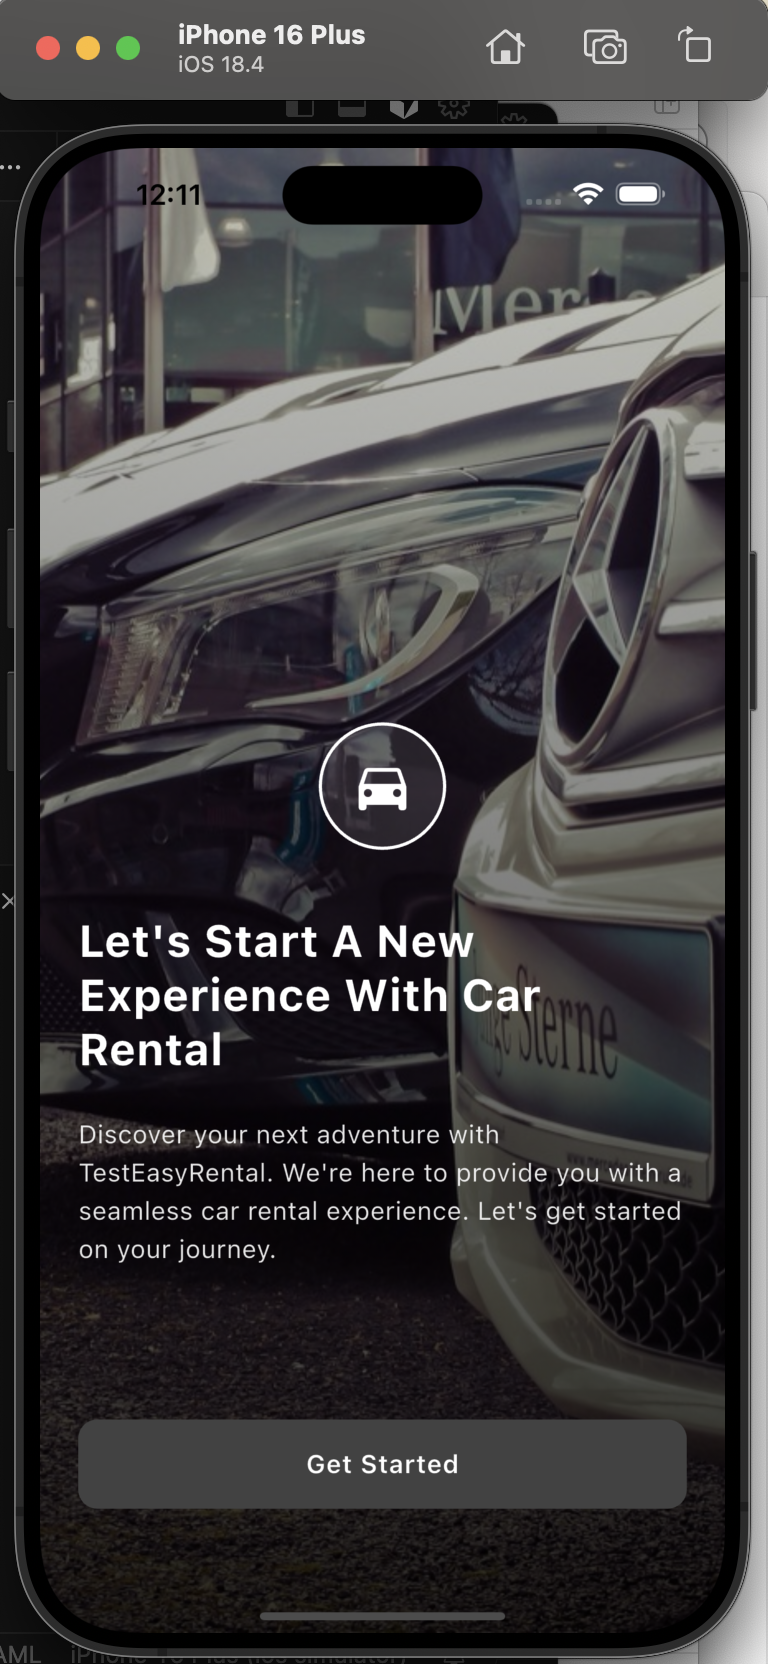 iPhone 16 Plus
iOS 18.4
12:11
Let's Start A New
Experience With Car
Rental
Sterne
Discover your next adventure with
TestEasyRental. We're here to provide you with a
seamless car rental experience. Let's get started
on your journey.
Get Started